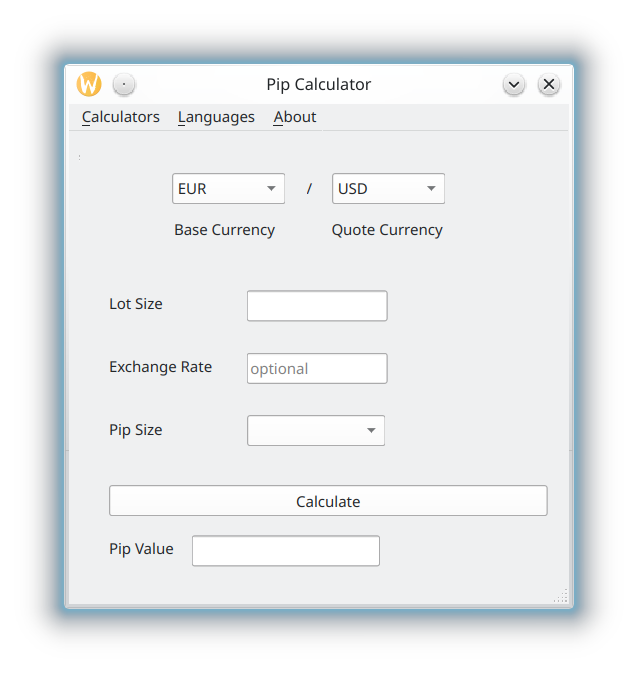 Pip Calculator
Calculators Languages About
EUR / USD
Base Currency Quote Currency
Lot Size
Exchange Rate optional
Pip Size
Calculate
Pip Value